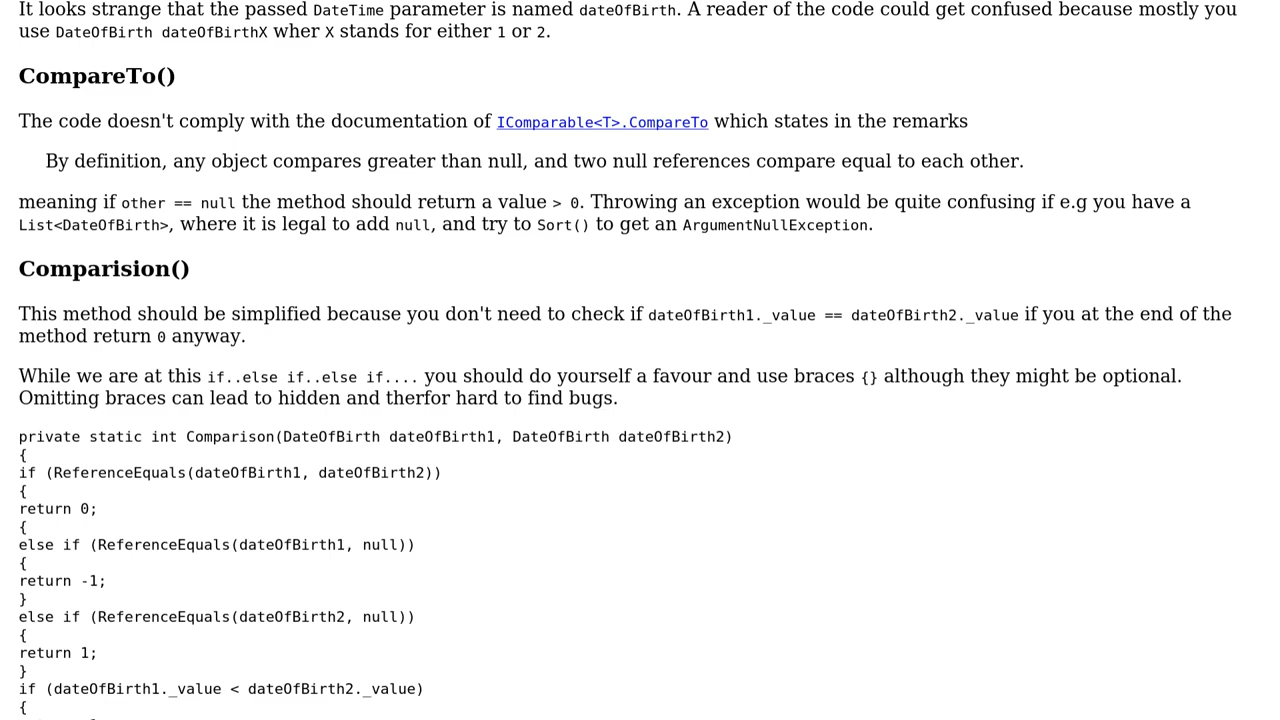 It looks strange that the passed DateTime parameter is named dateOfBirth. A reader of the code could get confused because mostly you
use DateOfBirth dateOfBirthX wher X stands for either 1 or 2.
CompareTo()
The code doesn't comply with the documentation of IComparable<T>.CompareTo which states in the remarks
By definition, any object compares greater than null, and two null references compare equal to each other.
meaning if other == null the method should return a value > 0. Throwing an exception would be quite confusing if e.g you have a
List<DateOfBirth>, where it is legal to add null, and try to Sort() to get an ArgumentNullException.
Comparision()
This method should be simplified because you don't need to check if dateOfBirth1._value == dateOfBirth2._value if you at the end of the
method return 0 anyway.
While we are at this if..else if..else if.... you should do yourself a favour and use braces {} although they might be optional.
Omitting braces can lead to hidden and therfor hard to find bugs.
private static int Comparison(DateOfBirth dateOfBirth1, DateOfBirth dateOfBirth2)
{
if (ReferenceEquals(dateOfBirth1, dateOfBirth2))
{
return 0;
{
else if (ReferenceEquals(dateOfBirth1, null))
{
return -1;
}
else if (ReferenceEquals(dateOfBirth2, null))
{
return 1;
}
if (dateOfBirth1._value < dateOfBirth2._value)
{